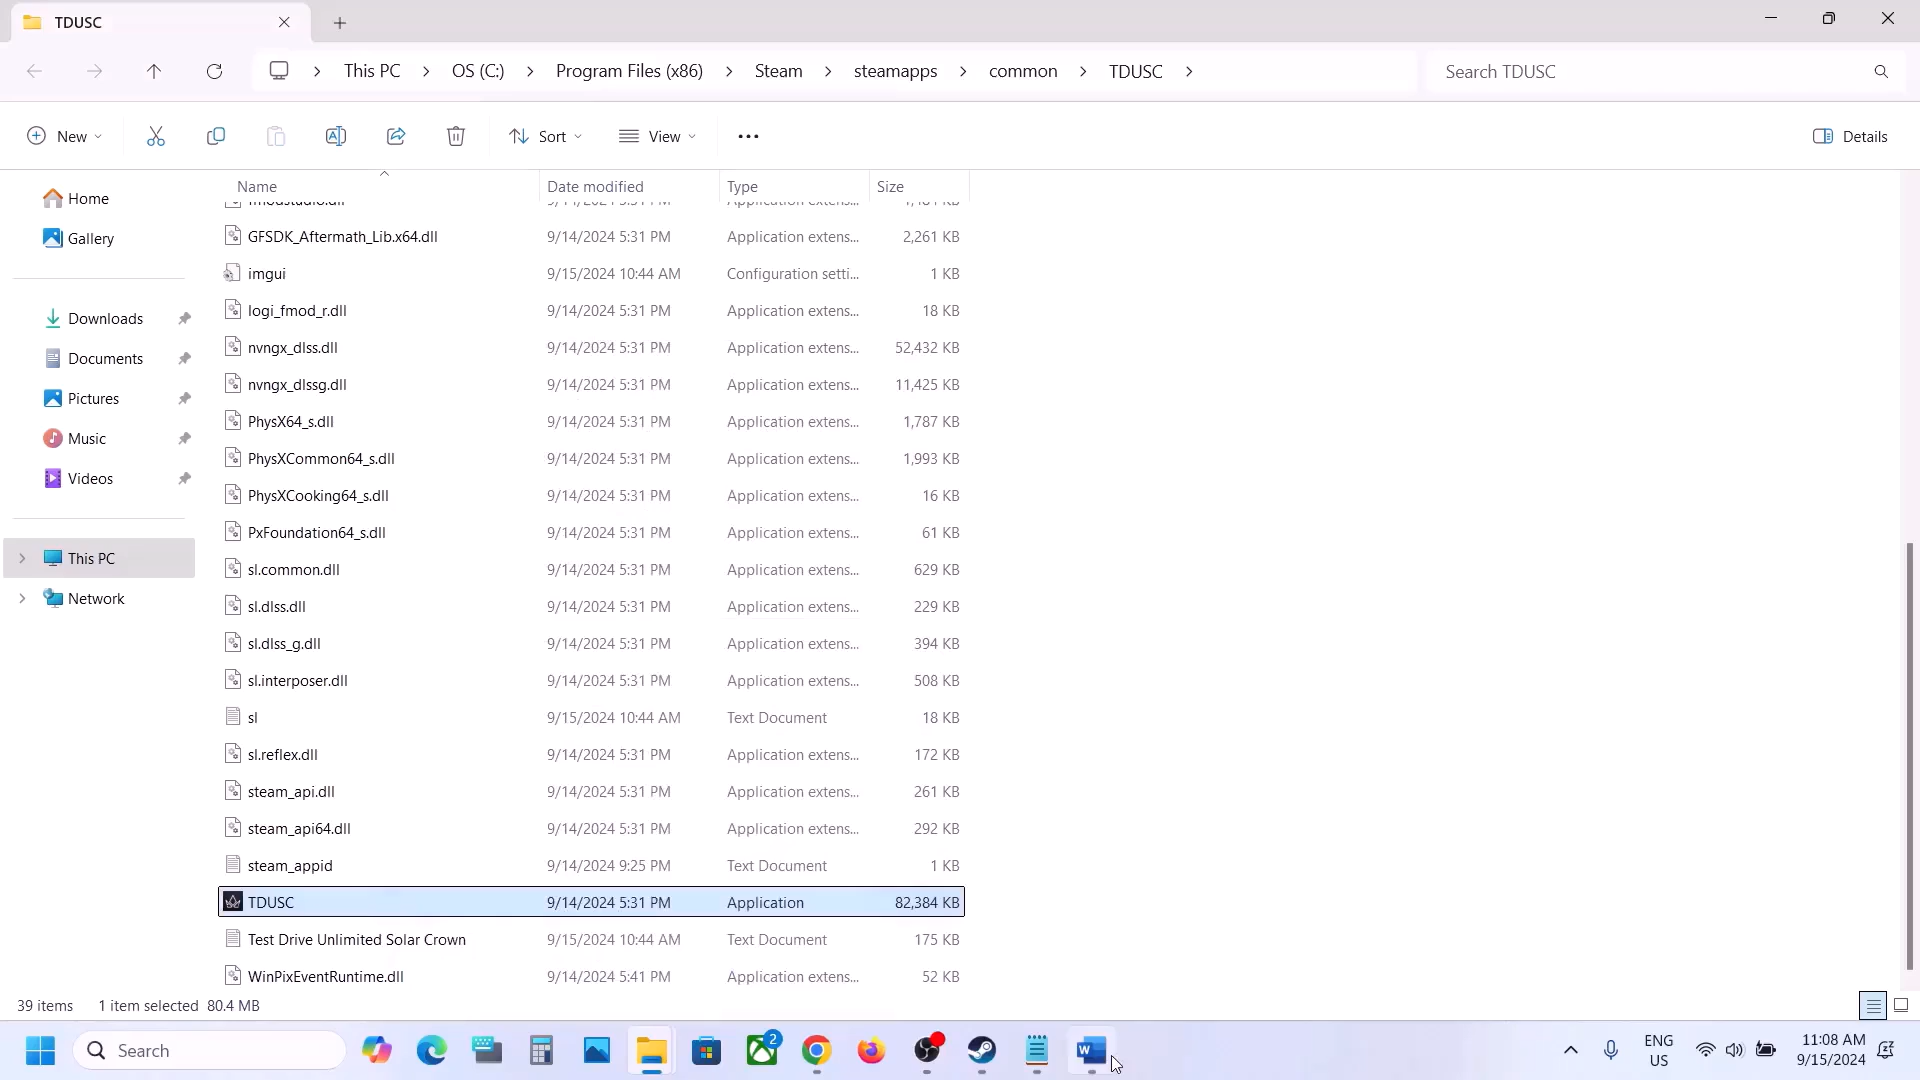 TDUSC
This PC > OS (C:) > Program Files (x86) > Steam > steamapps > common > TDUSC >
Search TDUSC
New
Sort
View
Details
Home
Gallery
Downloads
Documents
Pictures
Music
Videos
This PC
Network
Name Date modified Type Size
GFSDK_Aftermath_Lib.x64.dll 9/14/2024 5:31 PM Application extens... 2,261 KB
imgui 9/15/2024 10:44 AM Configuration setti... 1 KB
logi_fmod_r.dll 9/14/2024 5:31 PM Application extens... 18 KB
nvngx_dlss.dll 9/14/2024 5:31 PM Application extens... 52,432 KB
nvngx_dlssg.dll 9/14/2024 5:31 PM Application extens... 11,425 KB
PhysX64_s.dll 9/14/2024 5:31 PM Application extens... 1,787 KB
PhysXCommon64_s.dll 9/14/2024 5:31 PM Application extens... 1,993 KB
PhysXCooking64_s.dll 9/14/2024 5:31 PM Application extens... 16 KB
PxFoundation64_s.dll 9/14/2024 5:31 PM Application extens... 61 KB
sl.common.dll 9/14/2024 5:31 PM Application extens... 629 KB
sl.dlss.dll 9/14/2024 5:31 PM Application extens... 229 KB
sl.dlss_g.dll 9/14/2024 5:31 PM Application extens... 394 KB
sl.interposer.dll 9/14/2024 5:31 PM Application extens... 508 KB
sl 9/15/2024 10:44 AM Text Document 18 KB
sl.reflex.dll 9/14/2024 5:31 PM Application extens... 172 KB
steam_api.dll 9/14/2024 5:31 PM Application extens... 261 KB
steam_api64.dll 9/14/2024 5:31 PM Application extens... 292 KB
steam_appid 9/14/2024 9:25 PM Text Document 1 KB
TDUSC 9/14/2024 5:31 PM Application 82,384 KB
Test Drive Unlimited Solar Crown 9/15/2024 10:44 AM Text Document 175 KB
WinPixEventRuntime.dll 9/14/2024 5:41 PM Application extens... 52 KB
39 items 1 item selected 80.4 MB
Search
2
W
ENG
US
11:08 AM
9/15/2024